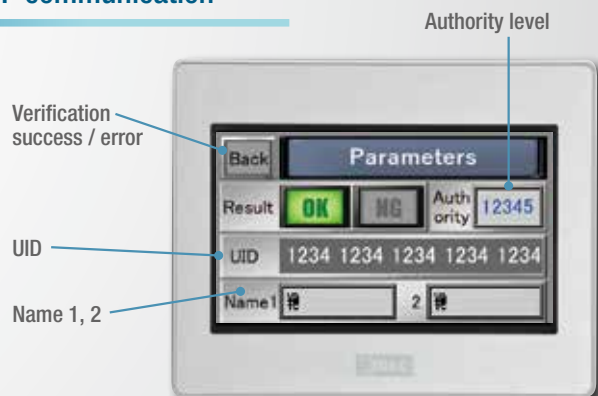 communication
Authority level
Verification
success / error
UID
Name 1, 2
Back
Parameters
Result
OK
NG
Auth
ority
12345
UID
1234 1234 1234 1234 1234
Name1
2